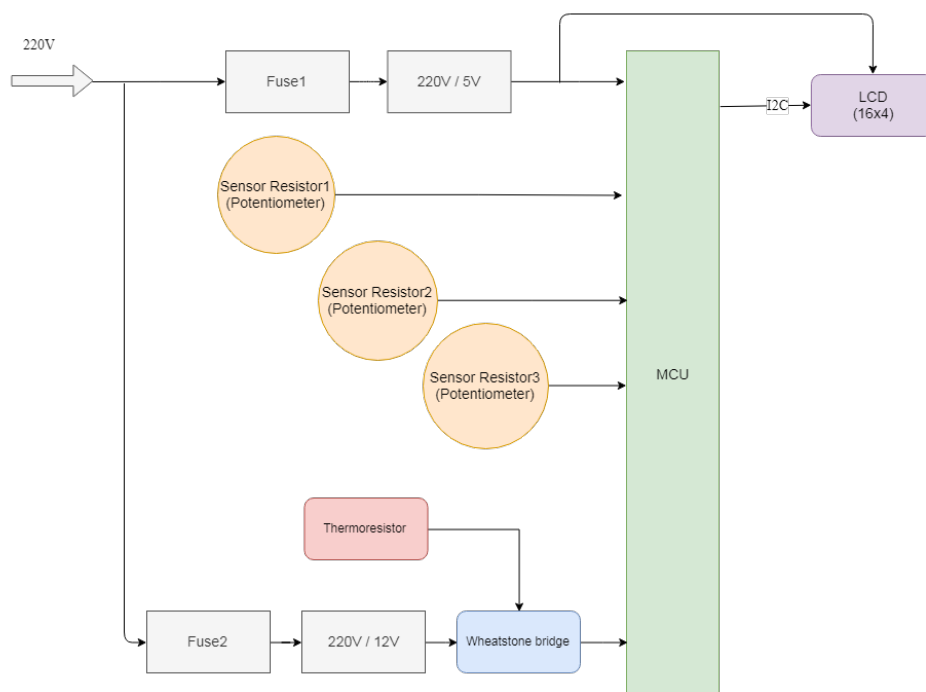 220V
Fuse1
220V / 5V
I2C
LCD
(16x4)
Sensor Resistor1
(Potentiometer)
Sensor Resistor2
(Potentiometer)
Sensor Resistor3
(Potentiometer)
MCU
Thermoresistor
Fuse2
220V / 12V
Wheatstone bridge